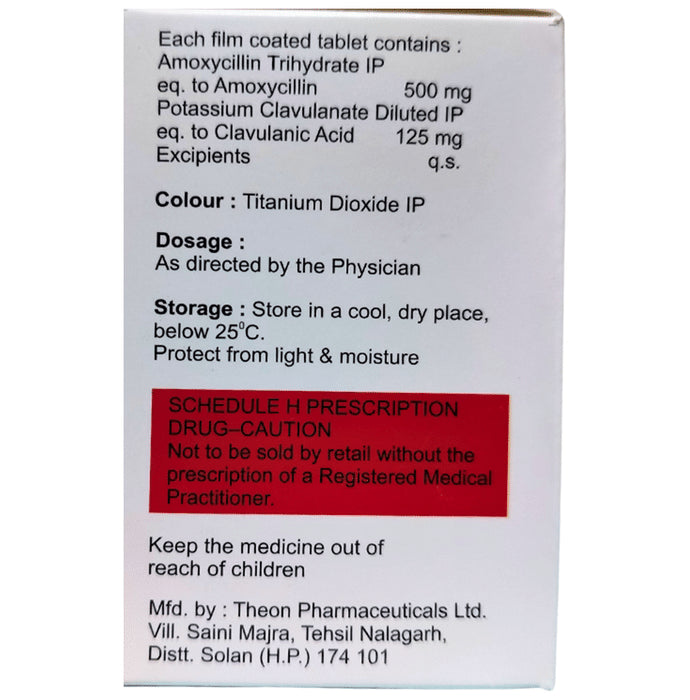 Each film coated tablet contains :
Amoxycillin Trihydrate IP
eq. to Amoxycillin 500 mg
Potassium Clavulanate Diluted IP
eq. to Clavulanic Acid 125 mg
Excipients q.s.
Colour : Titanium Dioxide IP
Dosage :
As directed by the Physician
Storage : Store in a cool, dry place,
below 25⁰C.
Protect from light & moisture
SCHEDULE H PRESCRIPTION
DRUG–CAUTION
Not to be sold by retail without the
prescription of a Registered Medical
Practitioner.
Keep the medicine out of
reach of children
Mfd. by : Theon Pharmaceuticals Ltd.
Vill. Saini Majra, Tehsil Nalagarh,
Distt. Solan (H.P.) 174 101